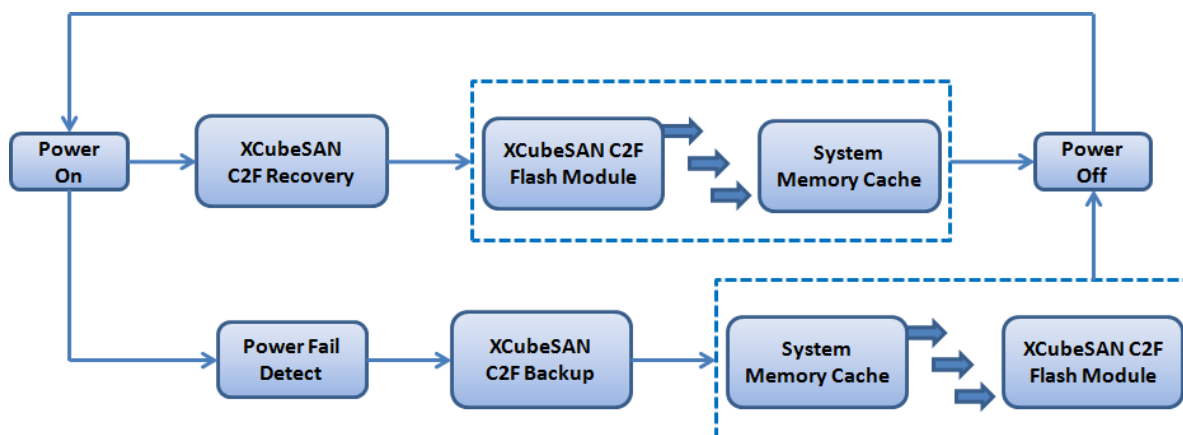 Power
On
XCubeSAN
C2F Recovery
XCubeSAN C2F
Flash Module
System
Memory Cache
Power
Off
Power Fail
Detect
XCubeSAN
C2F Backup
System
Memory Cache
XCubeSAN C2F
Flash Module